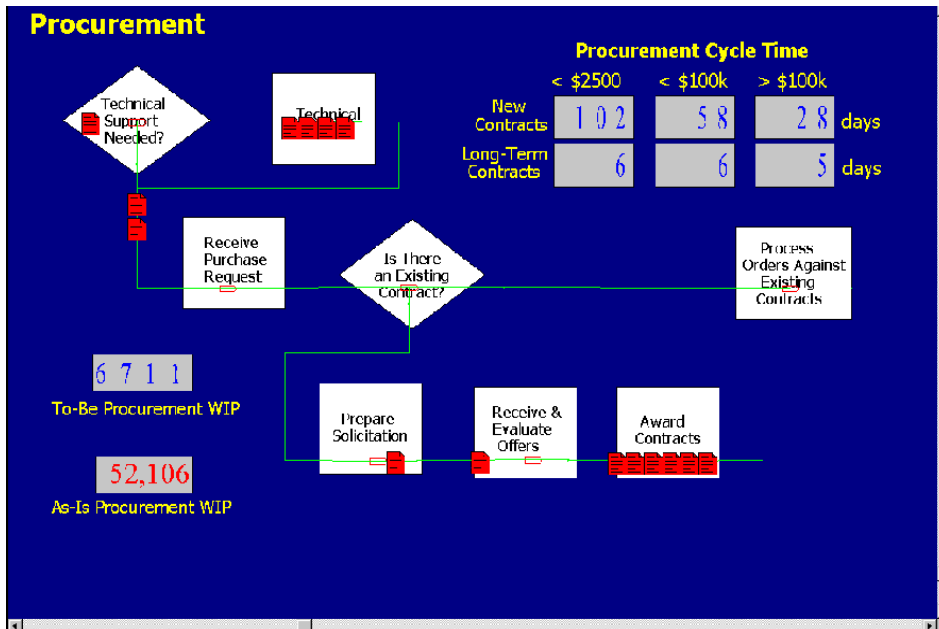 Procurement
Procurement Cycle Time
< $2500 < $100k > $100k
New
Contracts
102 58 28 days
Long-Term
Contracts
6 6 5 days
Technical
Support
Needed?
Technical
Receive
Purchase
Request
Is There
an Existing
Contract?
Process
Orders Against
Existing
Contracts
6711
To-Be Procurement WIP
Prepare
Solicitation
Receive &
Evaluate
Offers
Award
Contracts
52,106
As-Is Procurement WIP